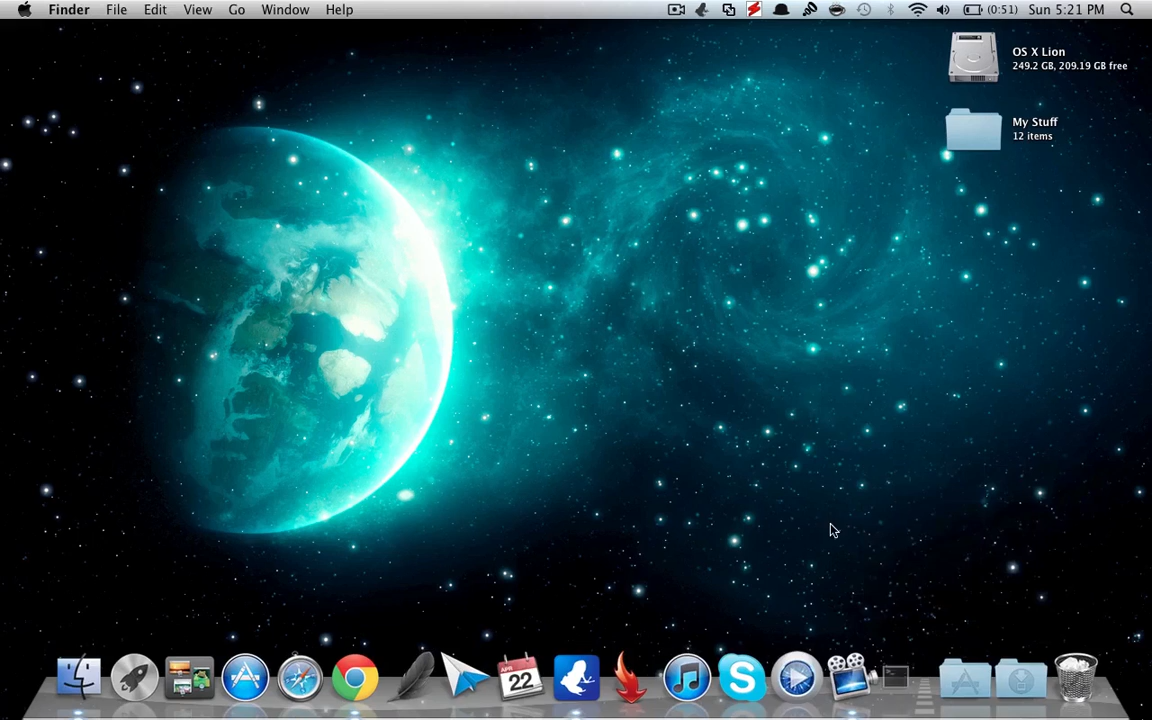 Finder File Edit View Go Window Help (0:51) Sun 5:21 PM
OS X Lion
249.2 GB, 209.19 GB free
My Stuff
12 items
APR
22